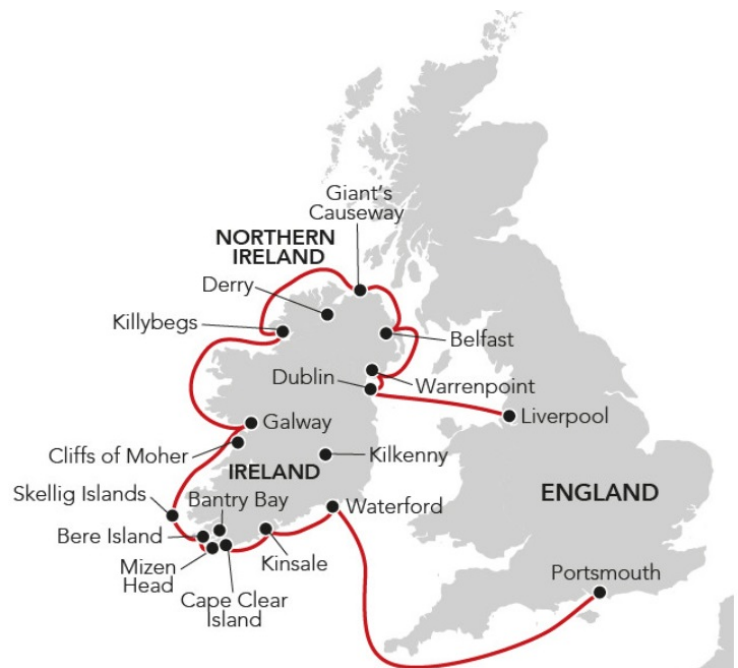 Giant's
Causeway
NORTHERN
IRELAND
Derry
Killybegs
Belfast
Dublin
Warrenpoint
Liverpool
Galway
Cliffs of Moher
Kilkenny
IRELAND
Skellig Islands
Bantry Bay
Waterford
ENGLAND
Bere Island
Kinsale
Mizen
Head
Cape Clear
Island
Portsmouth